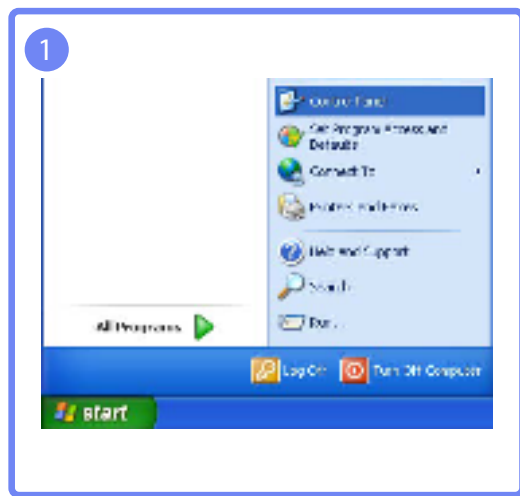 1
Control Panel
Set Program Access and
Defaults
Connect To
Printers and Faxes
Help and Support
Search
Run...
All Programs
Log Off
Turn Off Computer
start